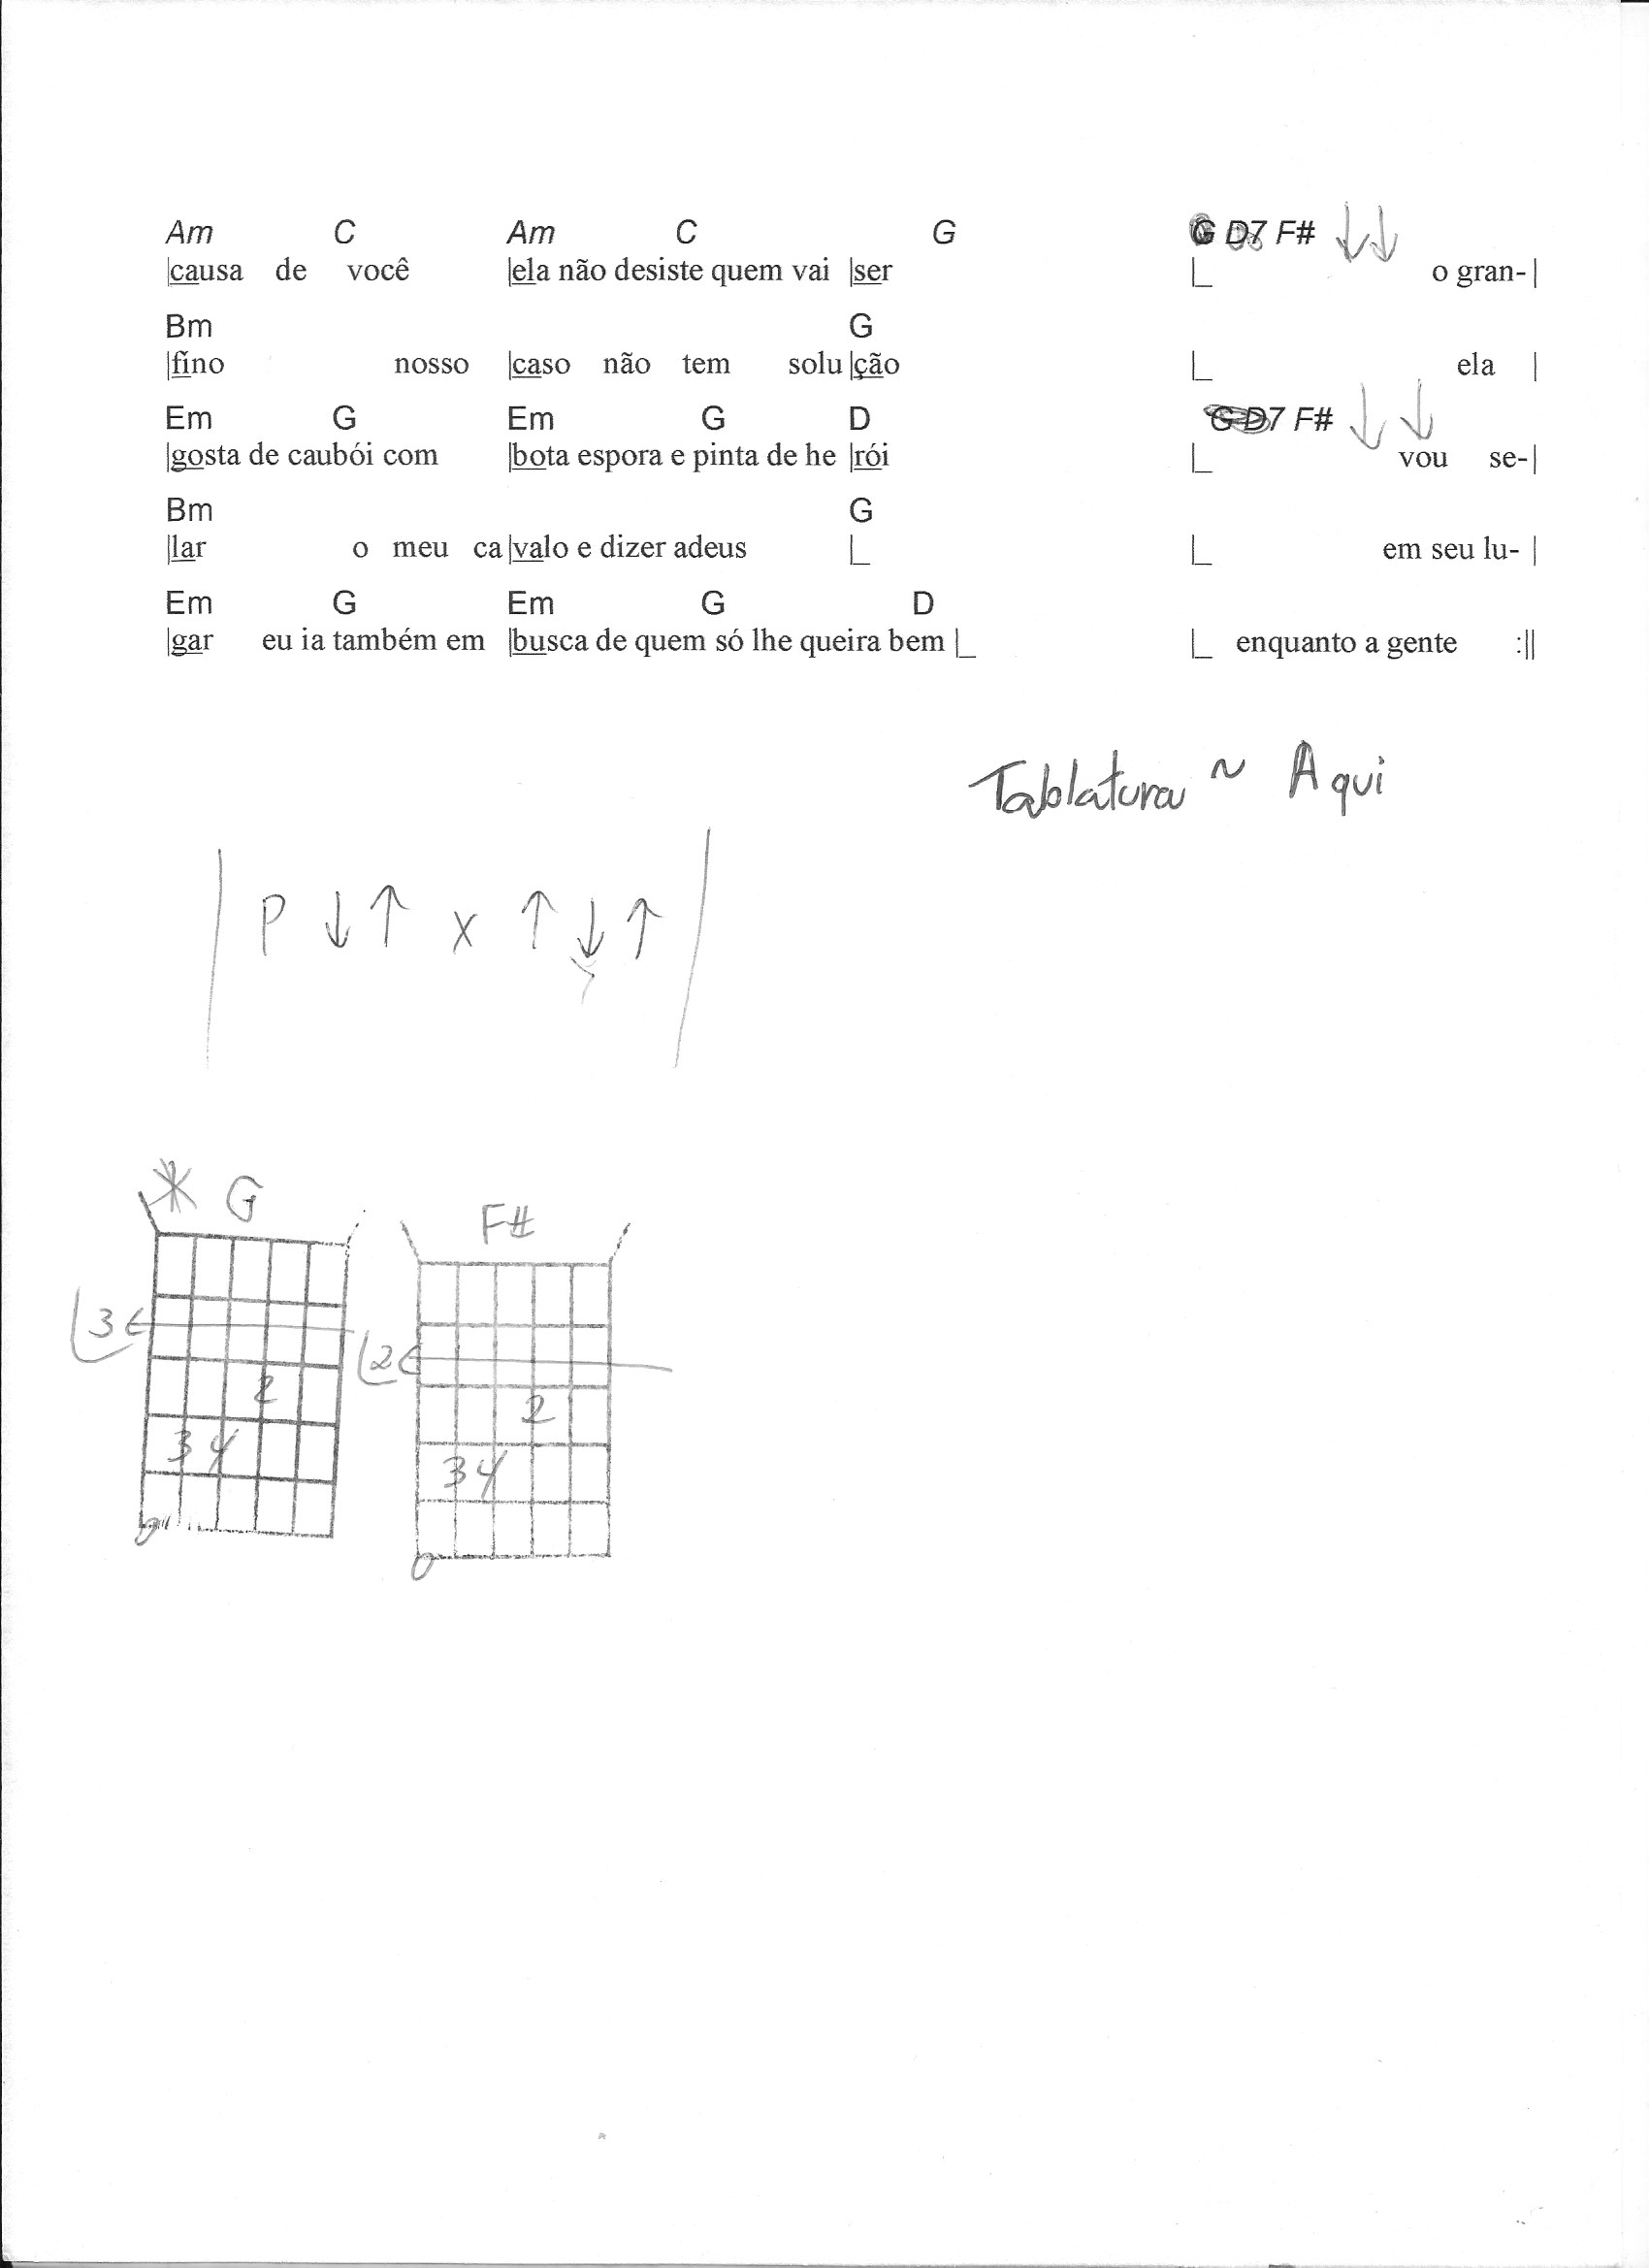 Am C Am C G G D7 F# ↓↓
|causa de você |ela não desiste quem vai |ser |_ o gran- |
Bm G
|fino nosso |caso não tem solu |ção |_ ela |
Em G Em G D G D7 F# ↓ ↓
|gosta de caubói com |bota espora e pinta de he |rói |_ vou se- |
Bm G
|lar o meu ca |valo e dizer adeus |_ |_ em seu lu- |
Em G Em G D
|gar eu ia também em |busca de quem só lhe queira bem |_ |_ enquanto a gente :||
Tablatura ~ Aqui
| P ↓ ↑ x ↑ ↓ ↑ |
* G F#
3 2
2 2
3 4 3 4
0 0